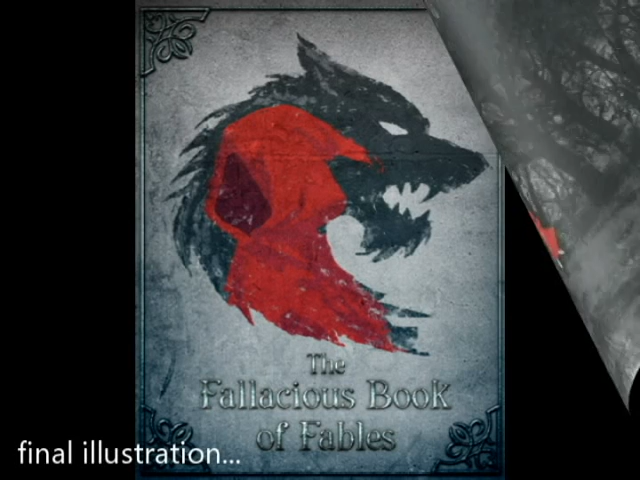 The
Fallacious Book
of Fables
final illustration...